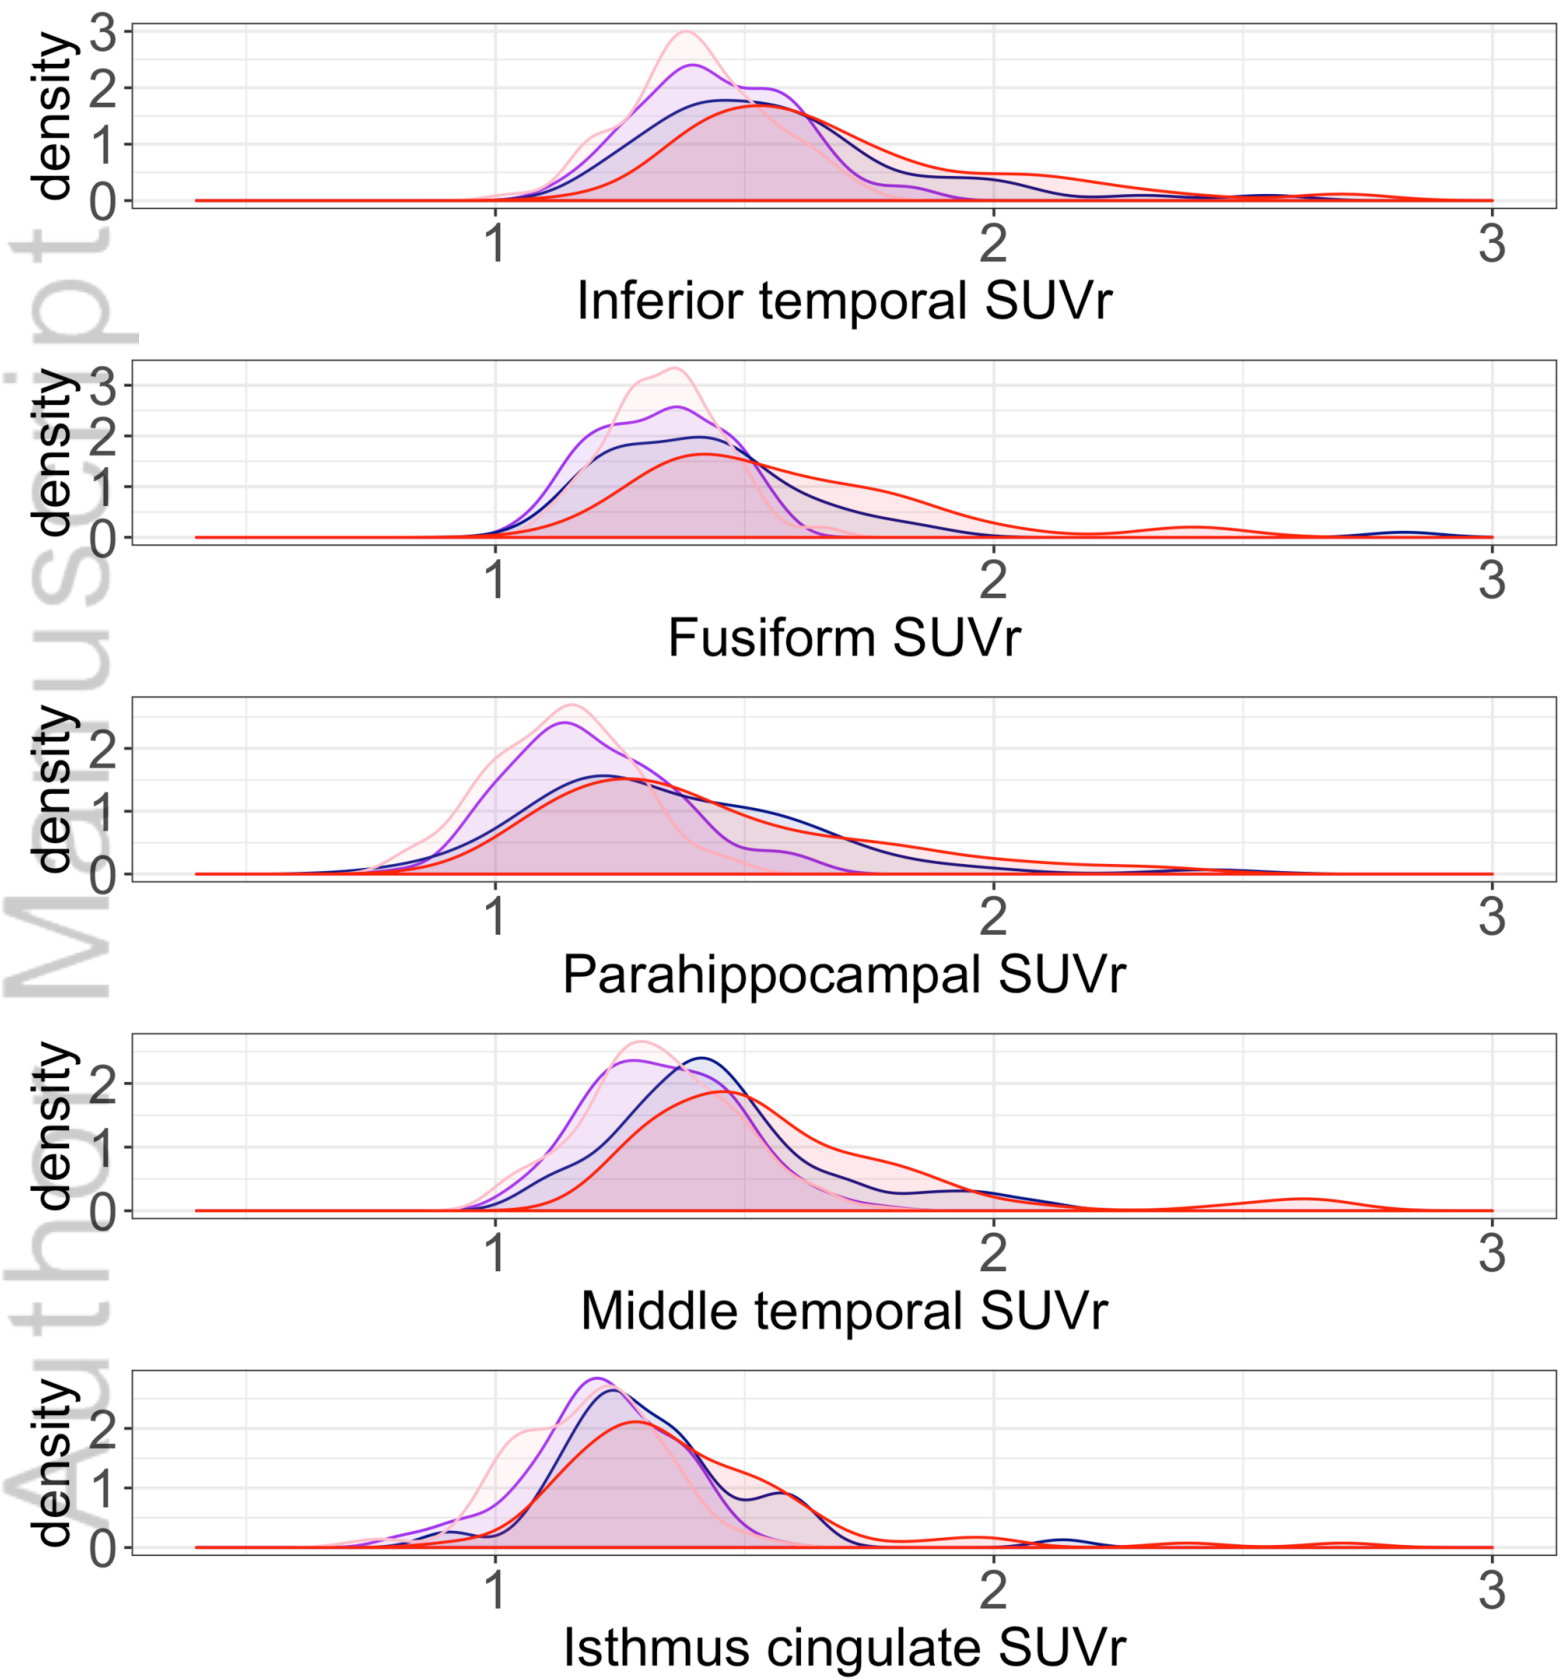 density
3
2
1
0
1 2 3
Inferior temporal SUVr
density
3
2
1
0
1 2 3
Fusiform SUVr
density
2
1
0
1 2 3
Parahippocampal SUVr
density
2
1
0
1 2 3
Middle temporal SUVr
density
2
1
0
1 2 3
Isthmus cingulate SUVr
Author Manuscript